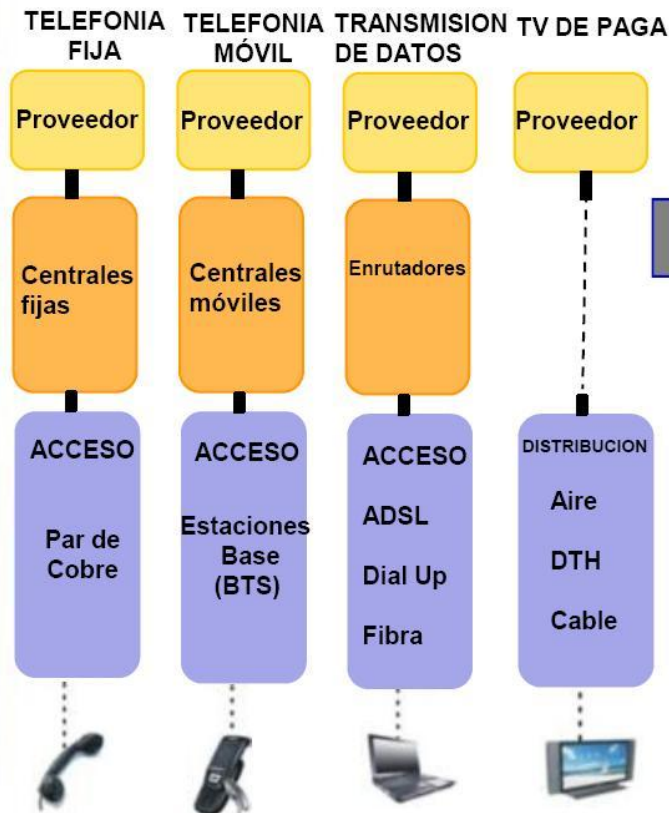 TELEFONIA
FIJA
TELEFONIA
MÓVIL
TRANSMISION
DE DATOS
TV DE PAGA
Proveedor
Proveedor
Proveedor
Proveedor
Centrales
fijas
Centrales
móviles
Enrutadores
ACCESO
Par de
Cobre
ACCESO
Estaciones
Base
(BTS)
ACCESO
ADSL
Dial Up
Fibra
DISTRIBUCION
Aire
DTH
Cable